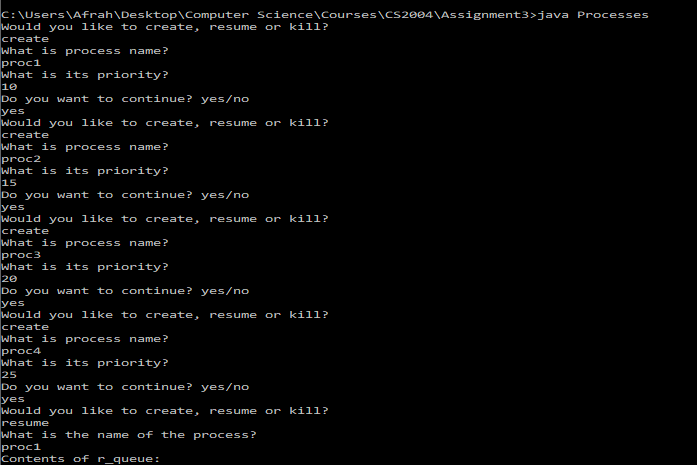 C:\Users\Afrah\Desktop\Computer Science\Courses\CS2004\Assignment3>java Processes
Would you like to create, resume or kill?
create
What is process name?
proc1
What is its priority?
10
Do you want to continue? yes/no
yes
Would you like to create, resume or kill?
create
What is process name?
proc2
What is its priority?
15
Do you want to continue? yes/no
yes
Would you like to create, resume or kill?
create
What is process name?
proc3
What is its priority?
20
Do you want to continue? yes/no
yes
Would you like to create, resume or kill?
create
What is process name?
proc4
What is its priority?
25
Do you want to continue? yes/no
yes
Would you like to create, resume or kill?
resume
What is the name of the process?
proc1
Contents of r_queue: